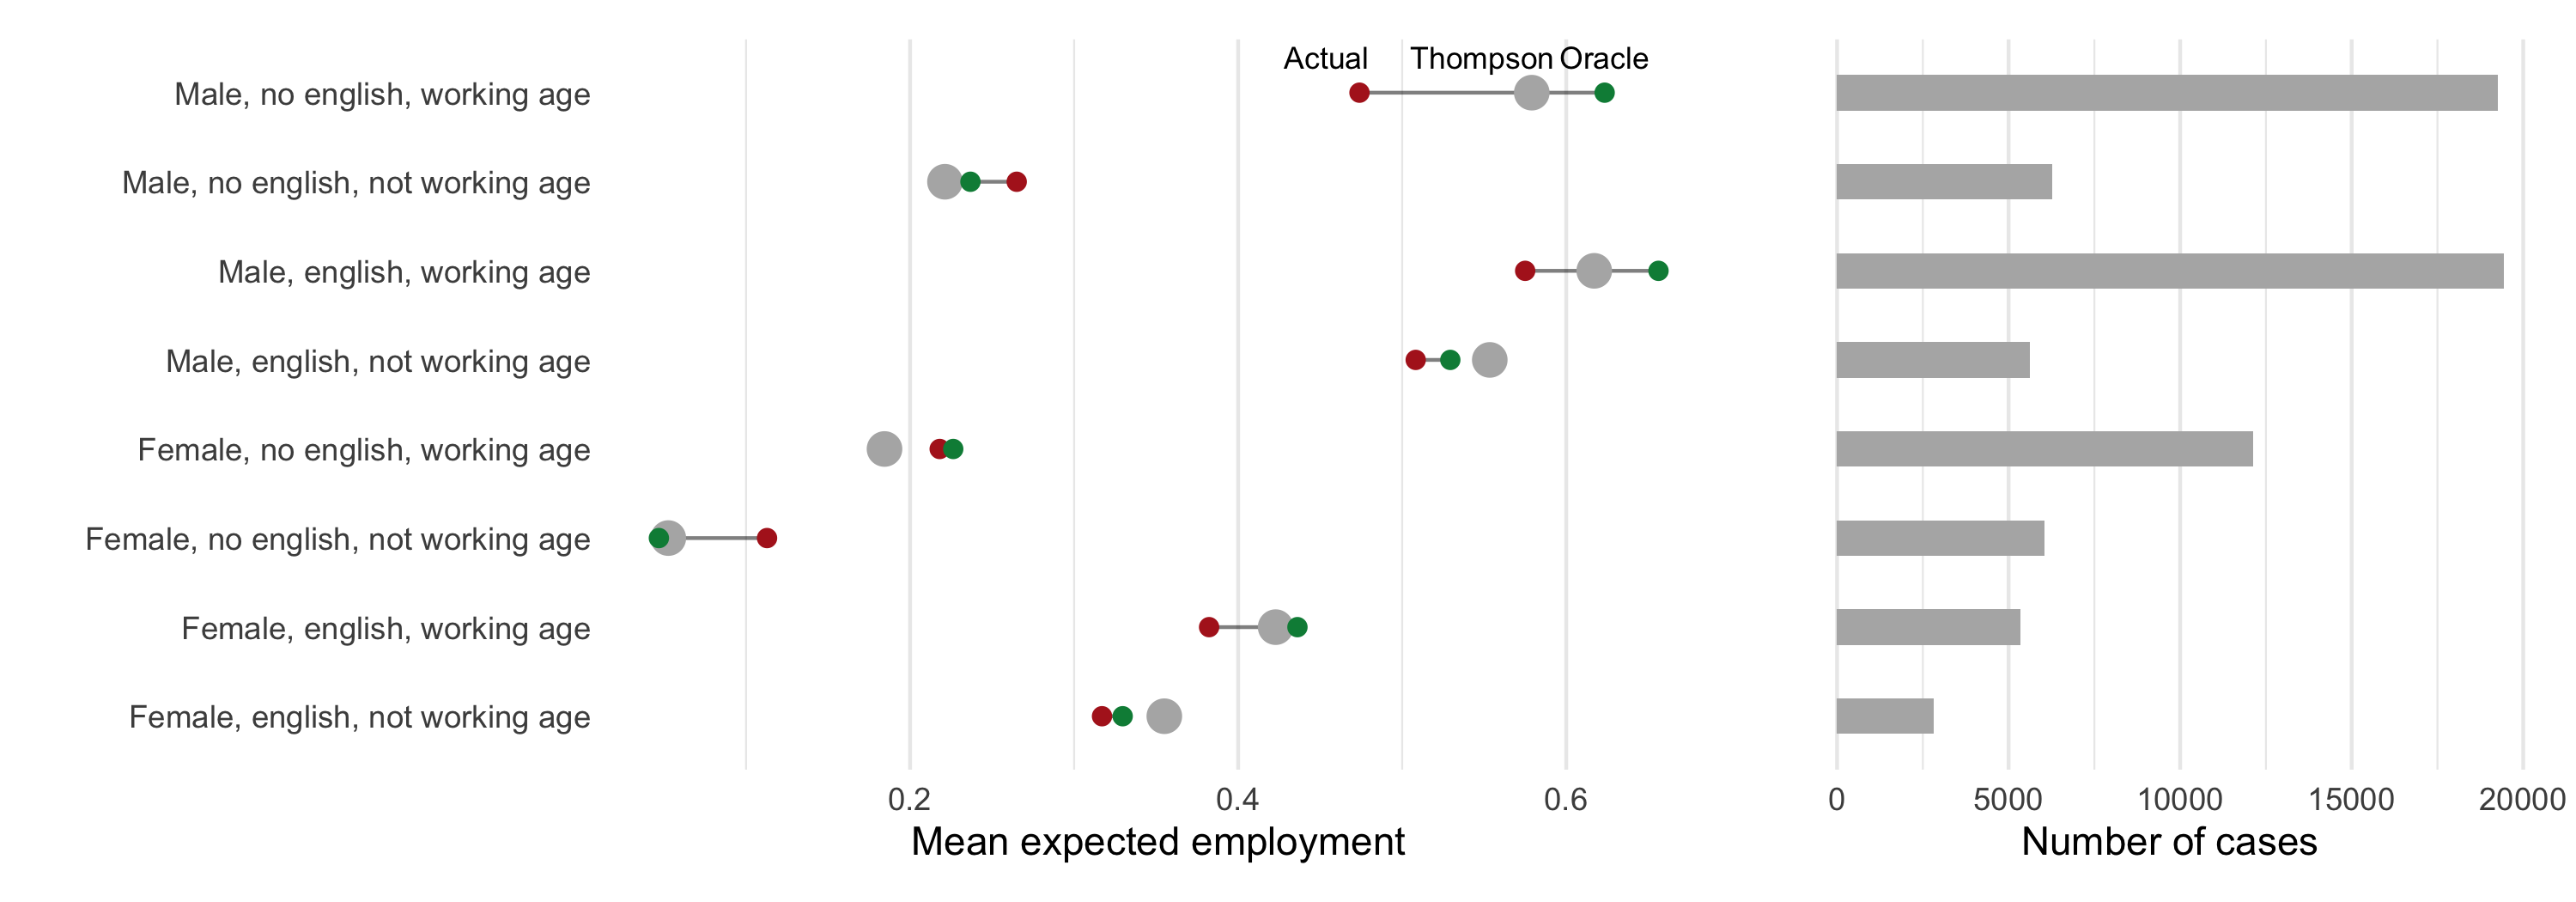 Actual Thompson Oracle
Male, no english, working age
Male, no english, not working age
Male, english, working age
Male, english, not working age
Female, no english, working age
Female, no english, not working age
Female, english, working age
Female, english, not working age
0.2 0.4 0.6
Mean expected employment
0 5000 10000 15000 20000
Number of cases